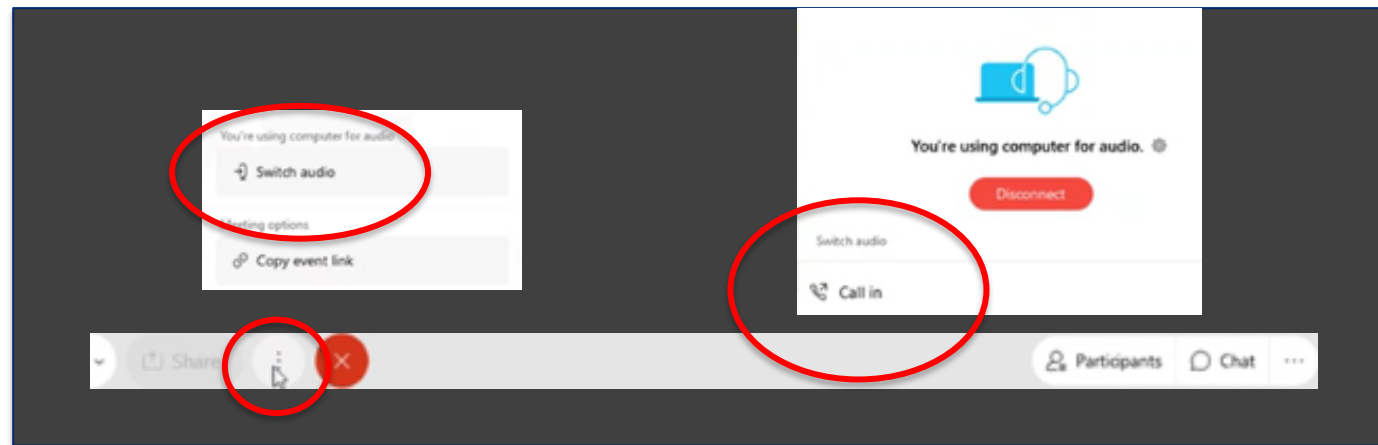 You're using computer for audio
Switch audio
Meeting options
Copy event link
You're using computer for audio.
Disconnect
Switch audio
Call in
Share
Participants
Chat